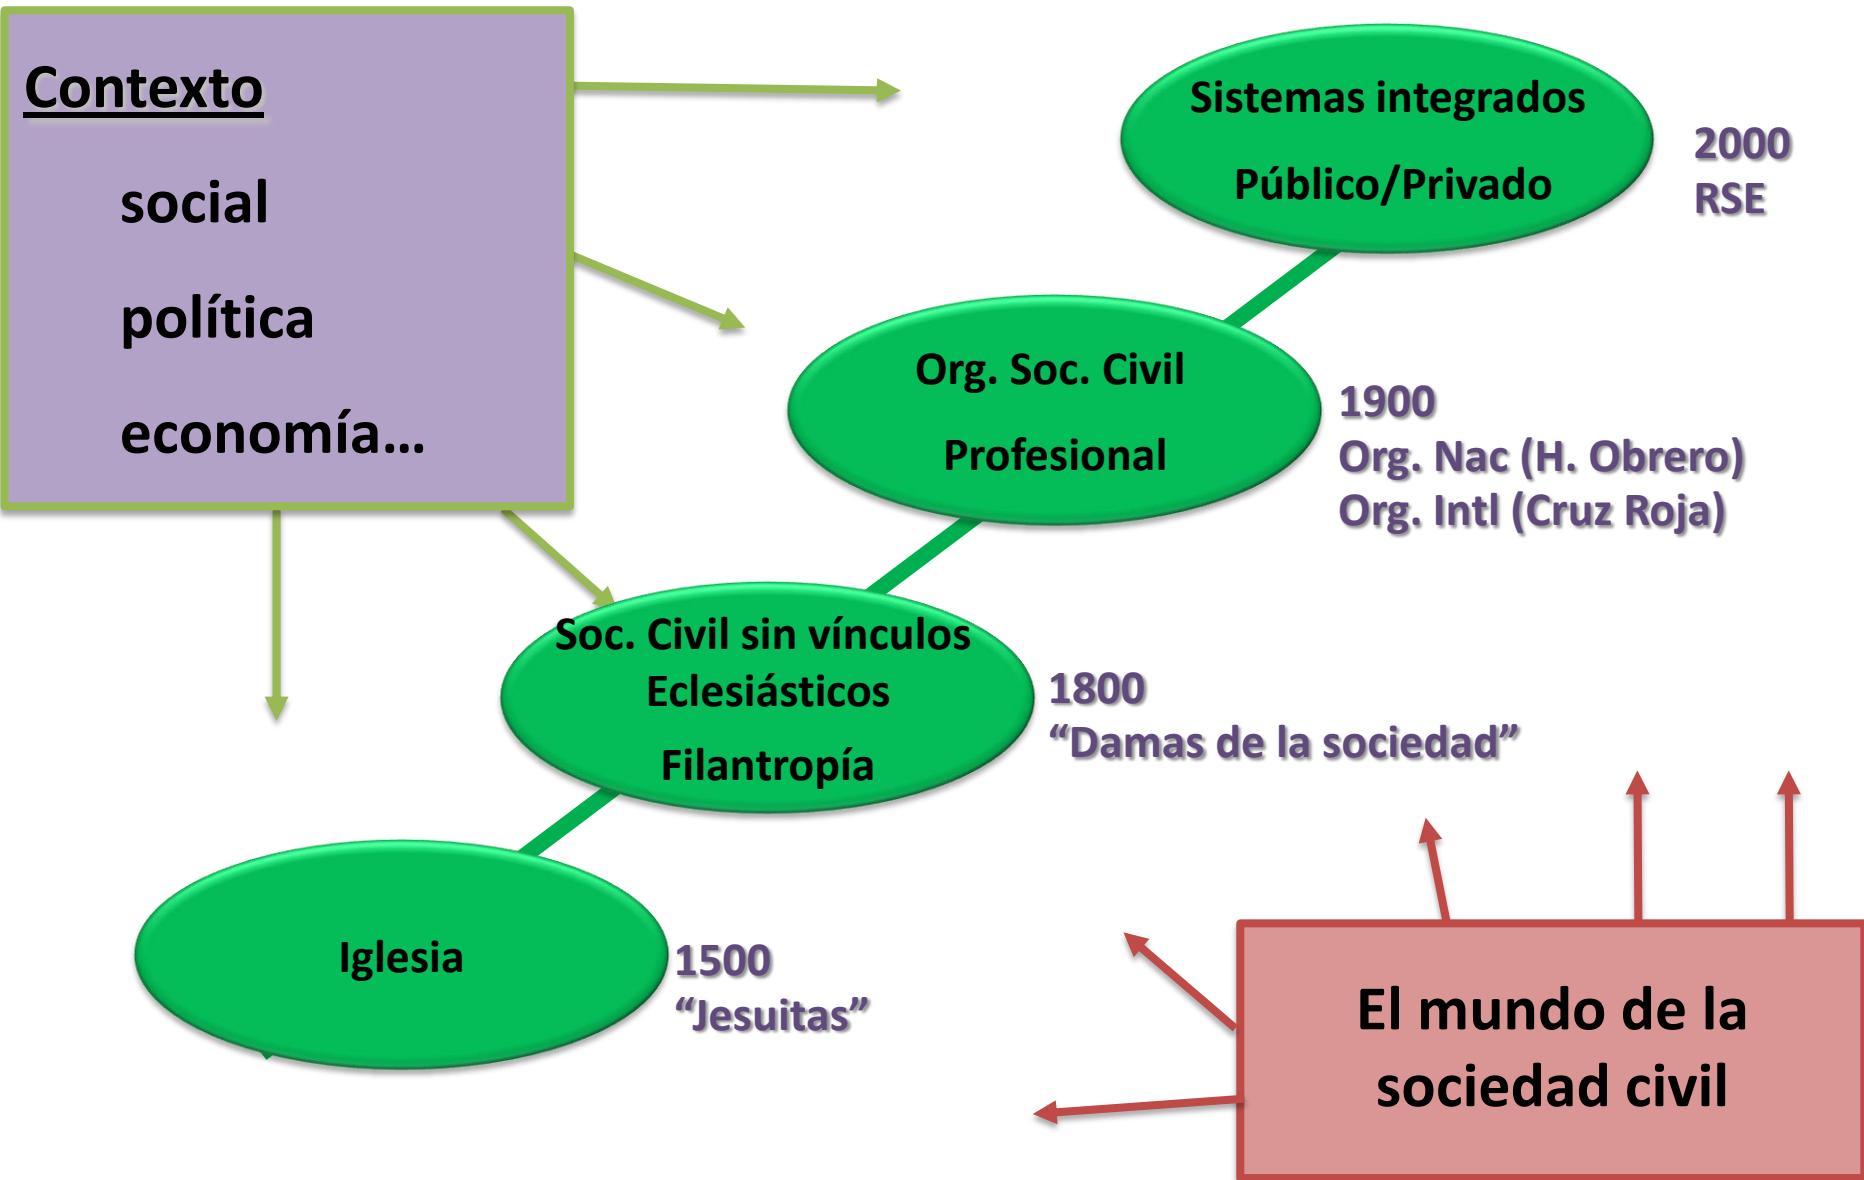 Contexto
social
política
economía...
Sistemas integrados
Público/Privado
2000
RSE
Org. Soc. Civil
Profesional
1900
Org. Nac (H. Obrero)
Org. Intl (Cruz Roja)
Soc. Civil sin vínculos
Eclesiásticos
Filantropía
1800
“Damas de la sociedad”
Iglesia
1500
“Jesuitas”
El mundo de la
sociedad civil